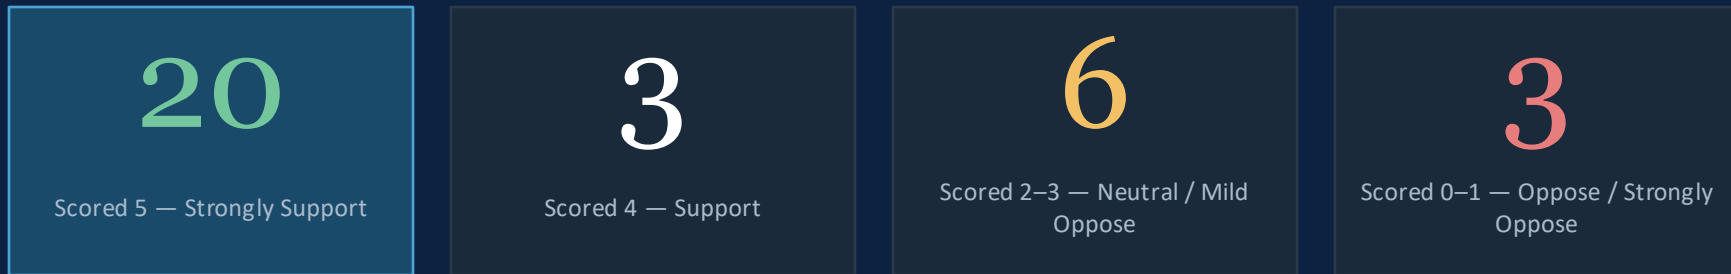 20
Scored 5 — Strongly Support
3
Scored 4 — Support
6
Scored 2–3 — Neutral / Mild
Oppose
3
Scored 0–1 — Oppose / Strongly
Oppose